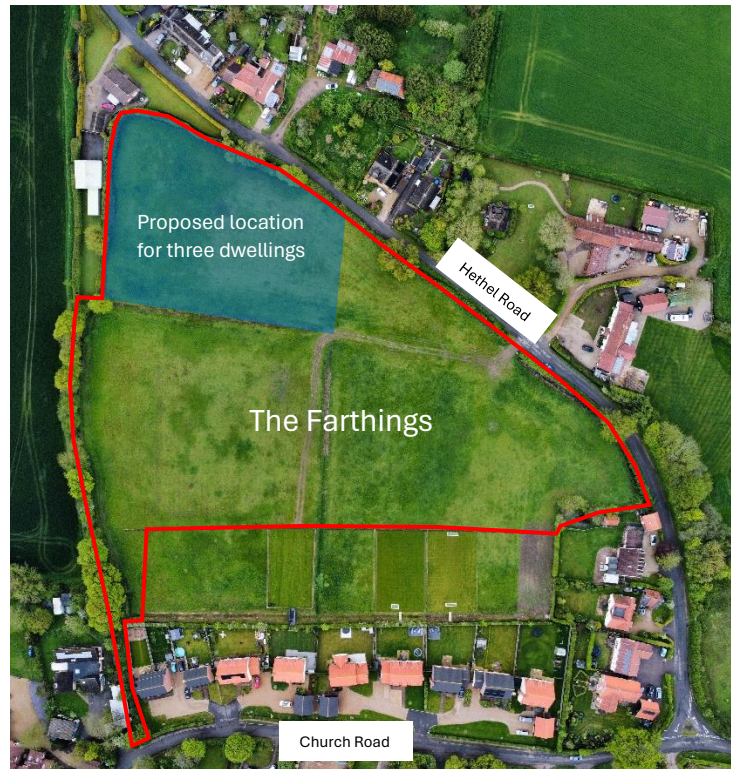 Proposed location
for three dwellings
Hethel Road
The Farthings
Church Road